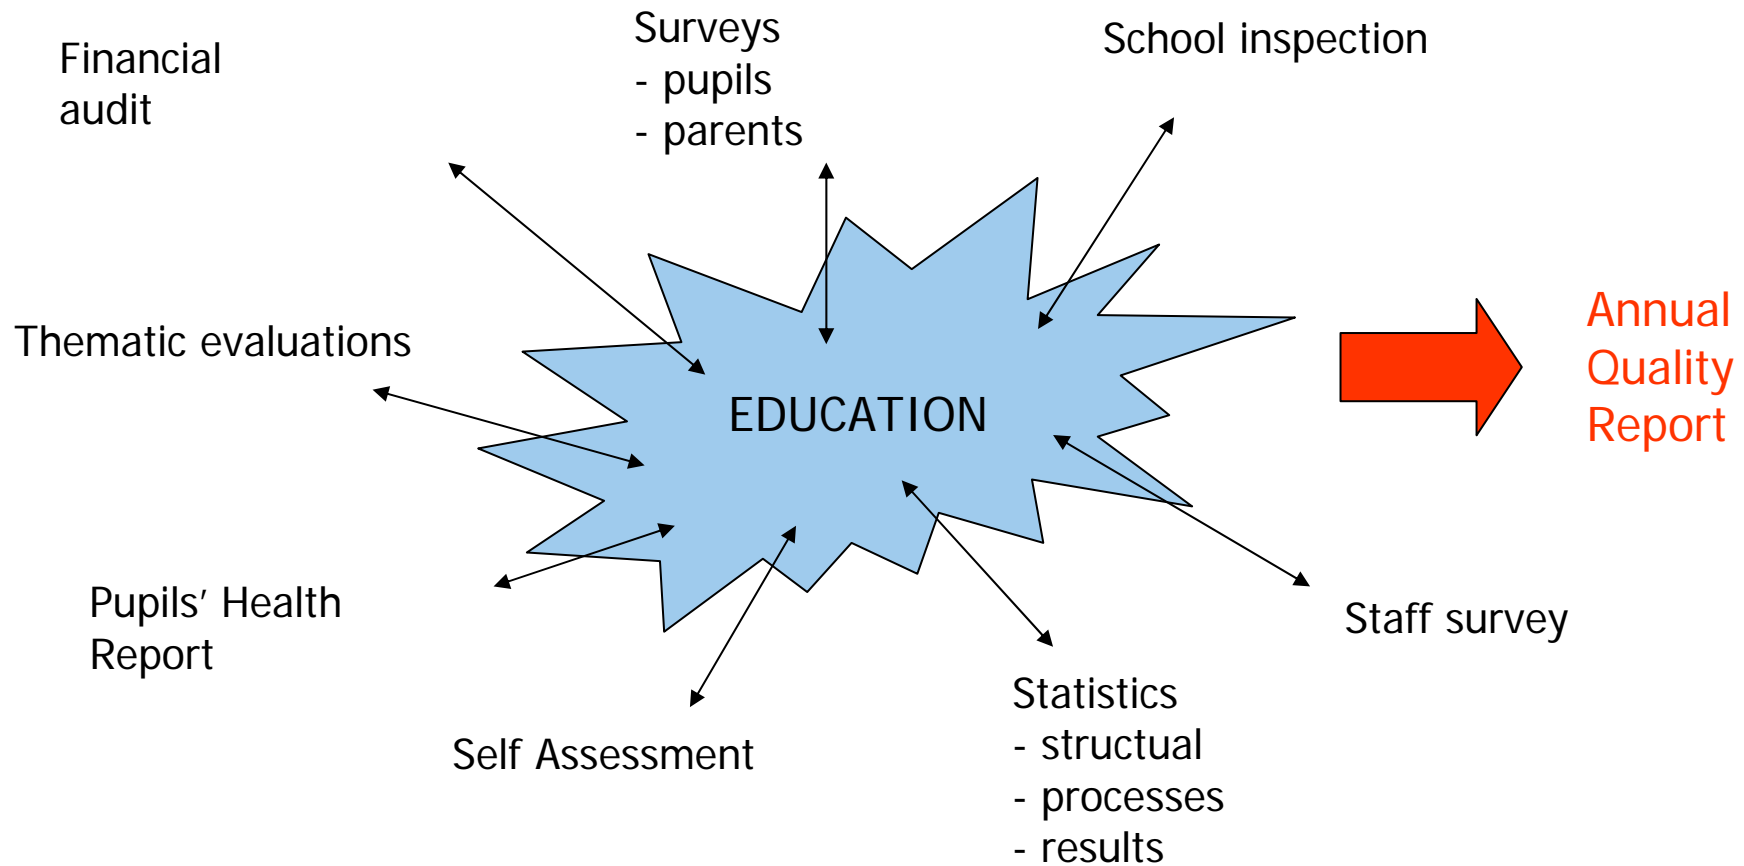 Financial
audit
Surveys
- pupils
- parents
School inspection
Thematic evaluations
EDUCATION
Annual
Quality
Report
Pupils’ Health
Report
Self Assessment
Statistics
- structual
- processes
- results
Staff survey